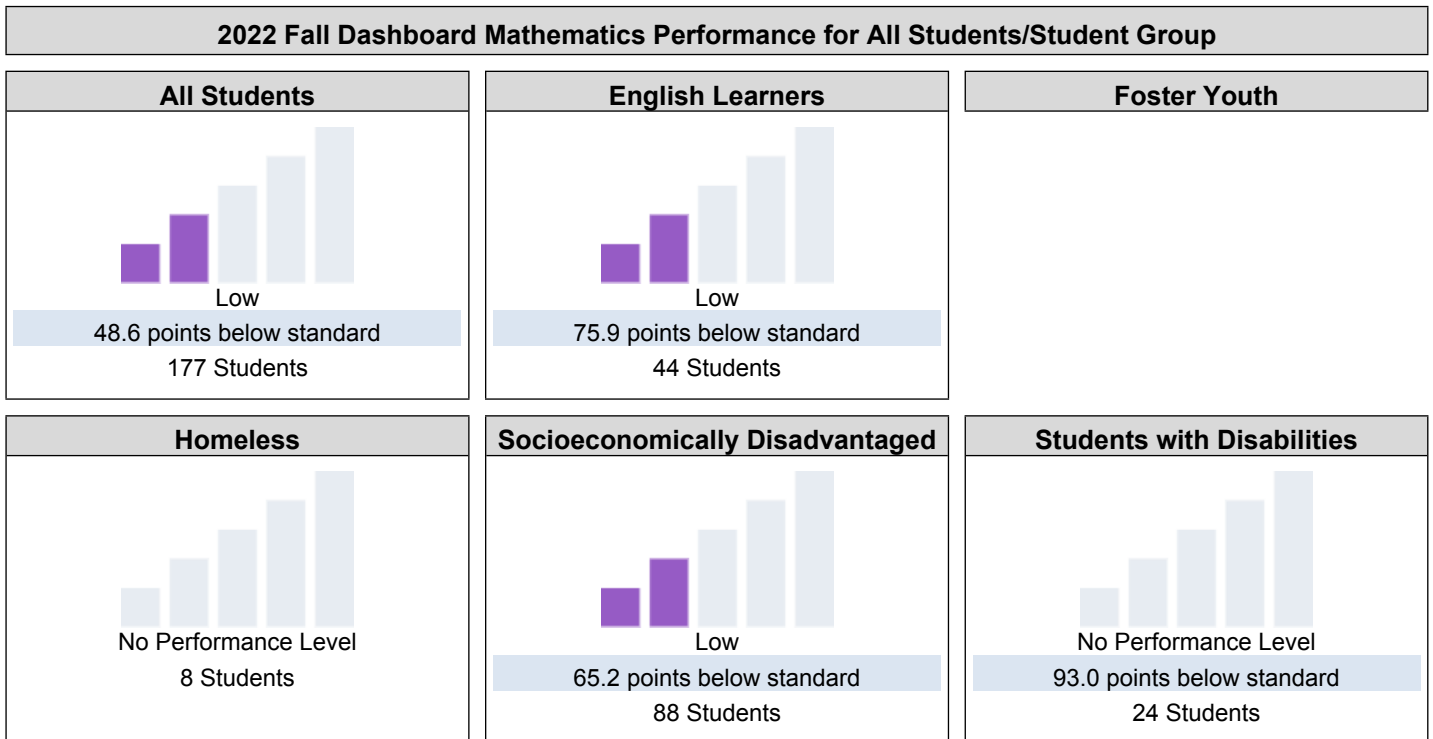 2022 Fall Dashboard Mathematics Performance for All Students/Student Group
All Students
Low
48.6 points below standard
177 Students
English Learners
Low
75.9 points below standard
44 Students
Foster Youth
Homeless
No Performance Level
8 Students
Socioeconomically Disadvantaged
Low
65.2 points below standard
88 Students
Students with Disabilities
No Performance Level
93.0 points below standard
24 Students